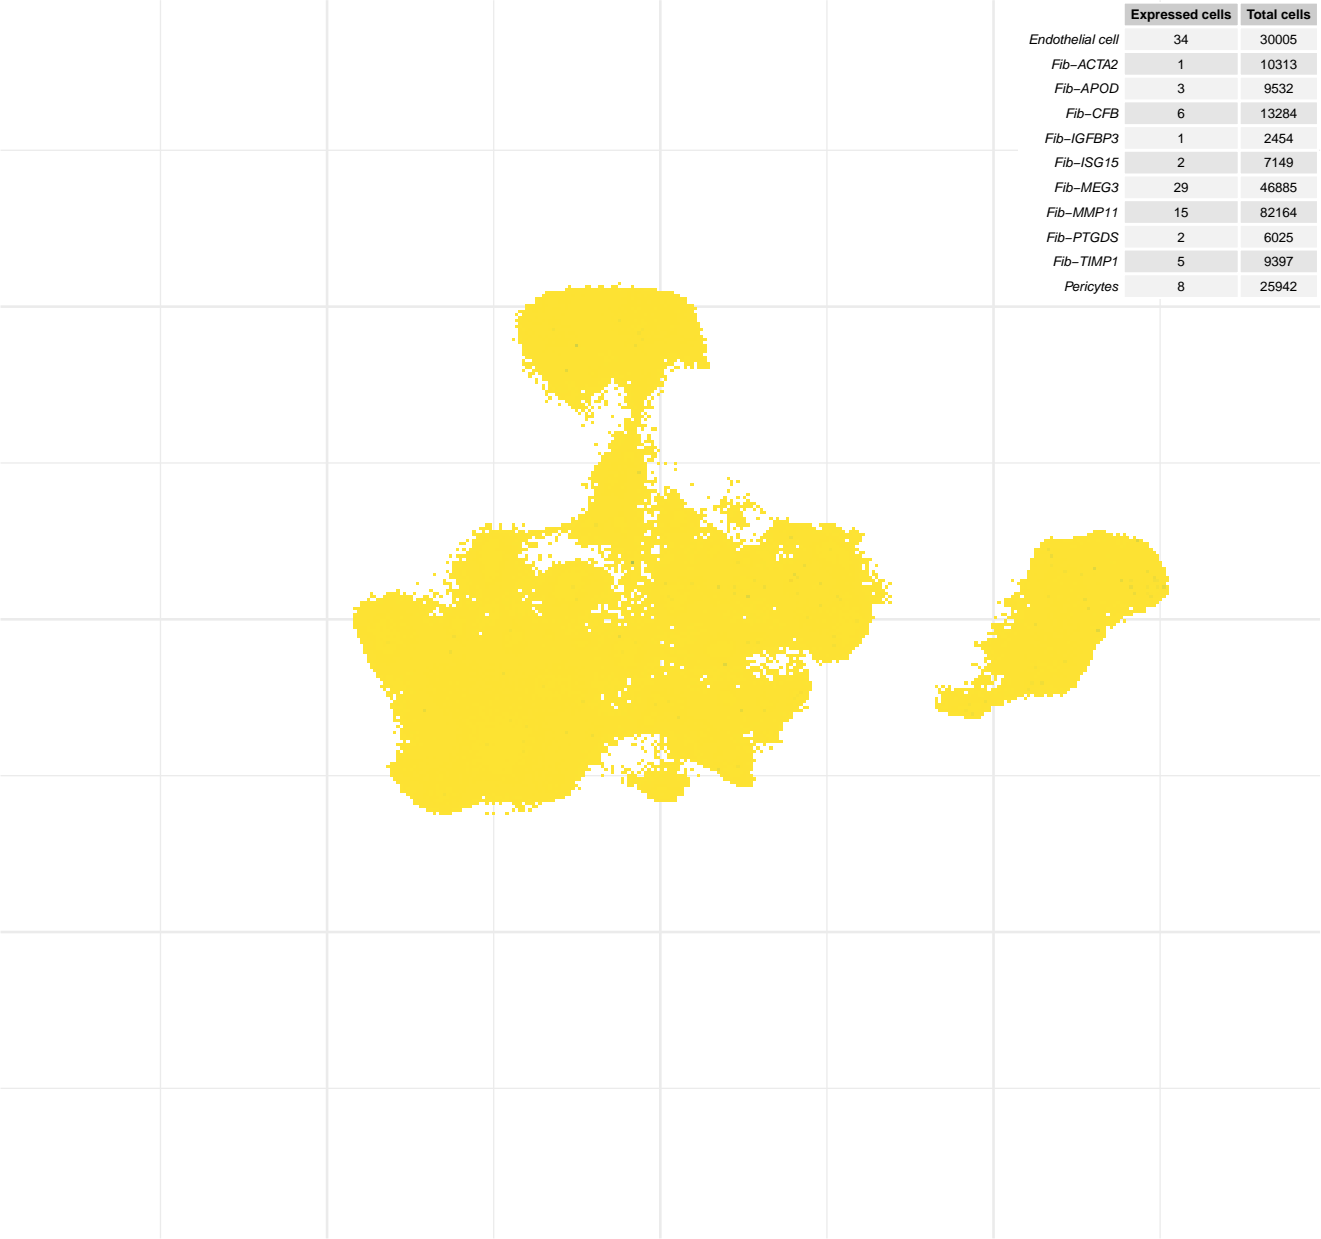 Expressed cells Total cells
Endothelial cell 34 30005
Fib−ACTA2 1 10313
Fib−APOD 3 9532
Fib−CFB 6 13284
Fib−IGFBP3 1 2454
Fib−ISG15 2 7149
Fib−MEG3 29 46885
Fib−MMP11 15 82164
Fib−PTGDS 2 6025
Fib−TIMP1 5 9397
Pericytes 8 25942